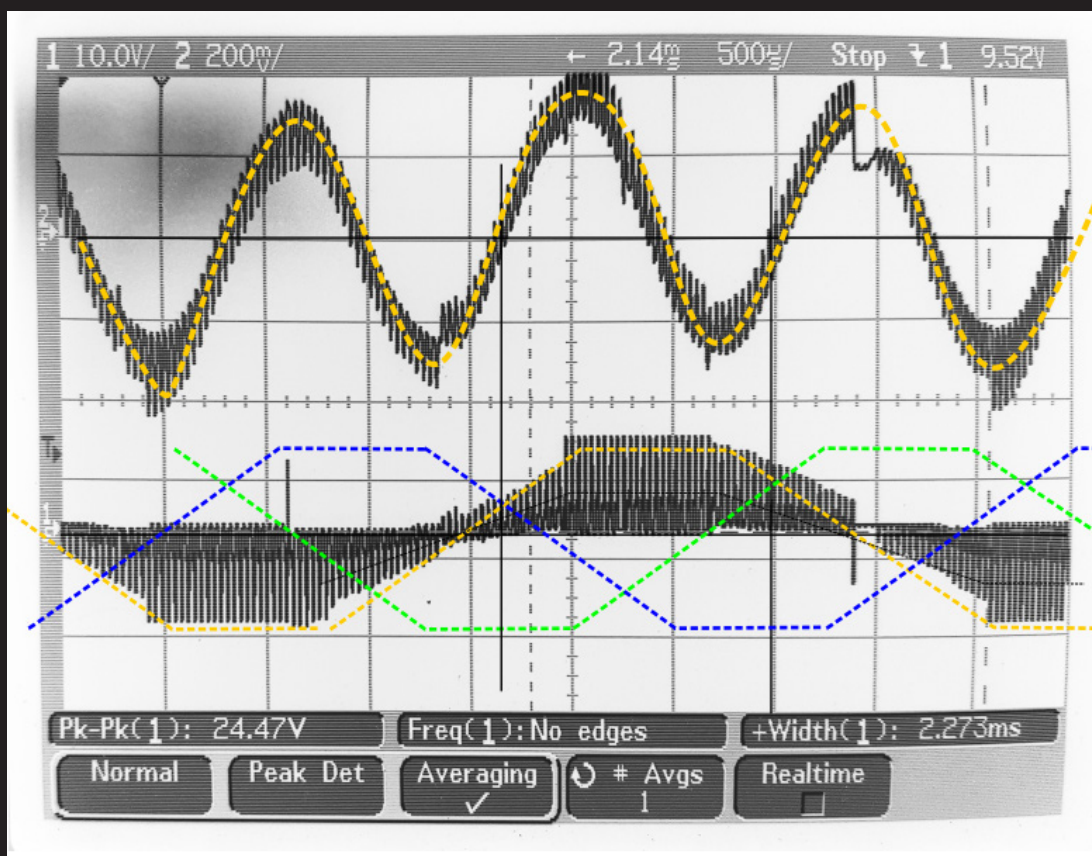 1 10.0V/ 2 200mV/ ← 2.14ms 500µs/ Stop 1 9.52V
Pk-Pk(1): 24.47V Freq(1):No edges +Width(1): 2.273ms
Normal Peak Det Averaging # Avgs Realtime
1